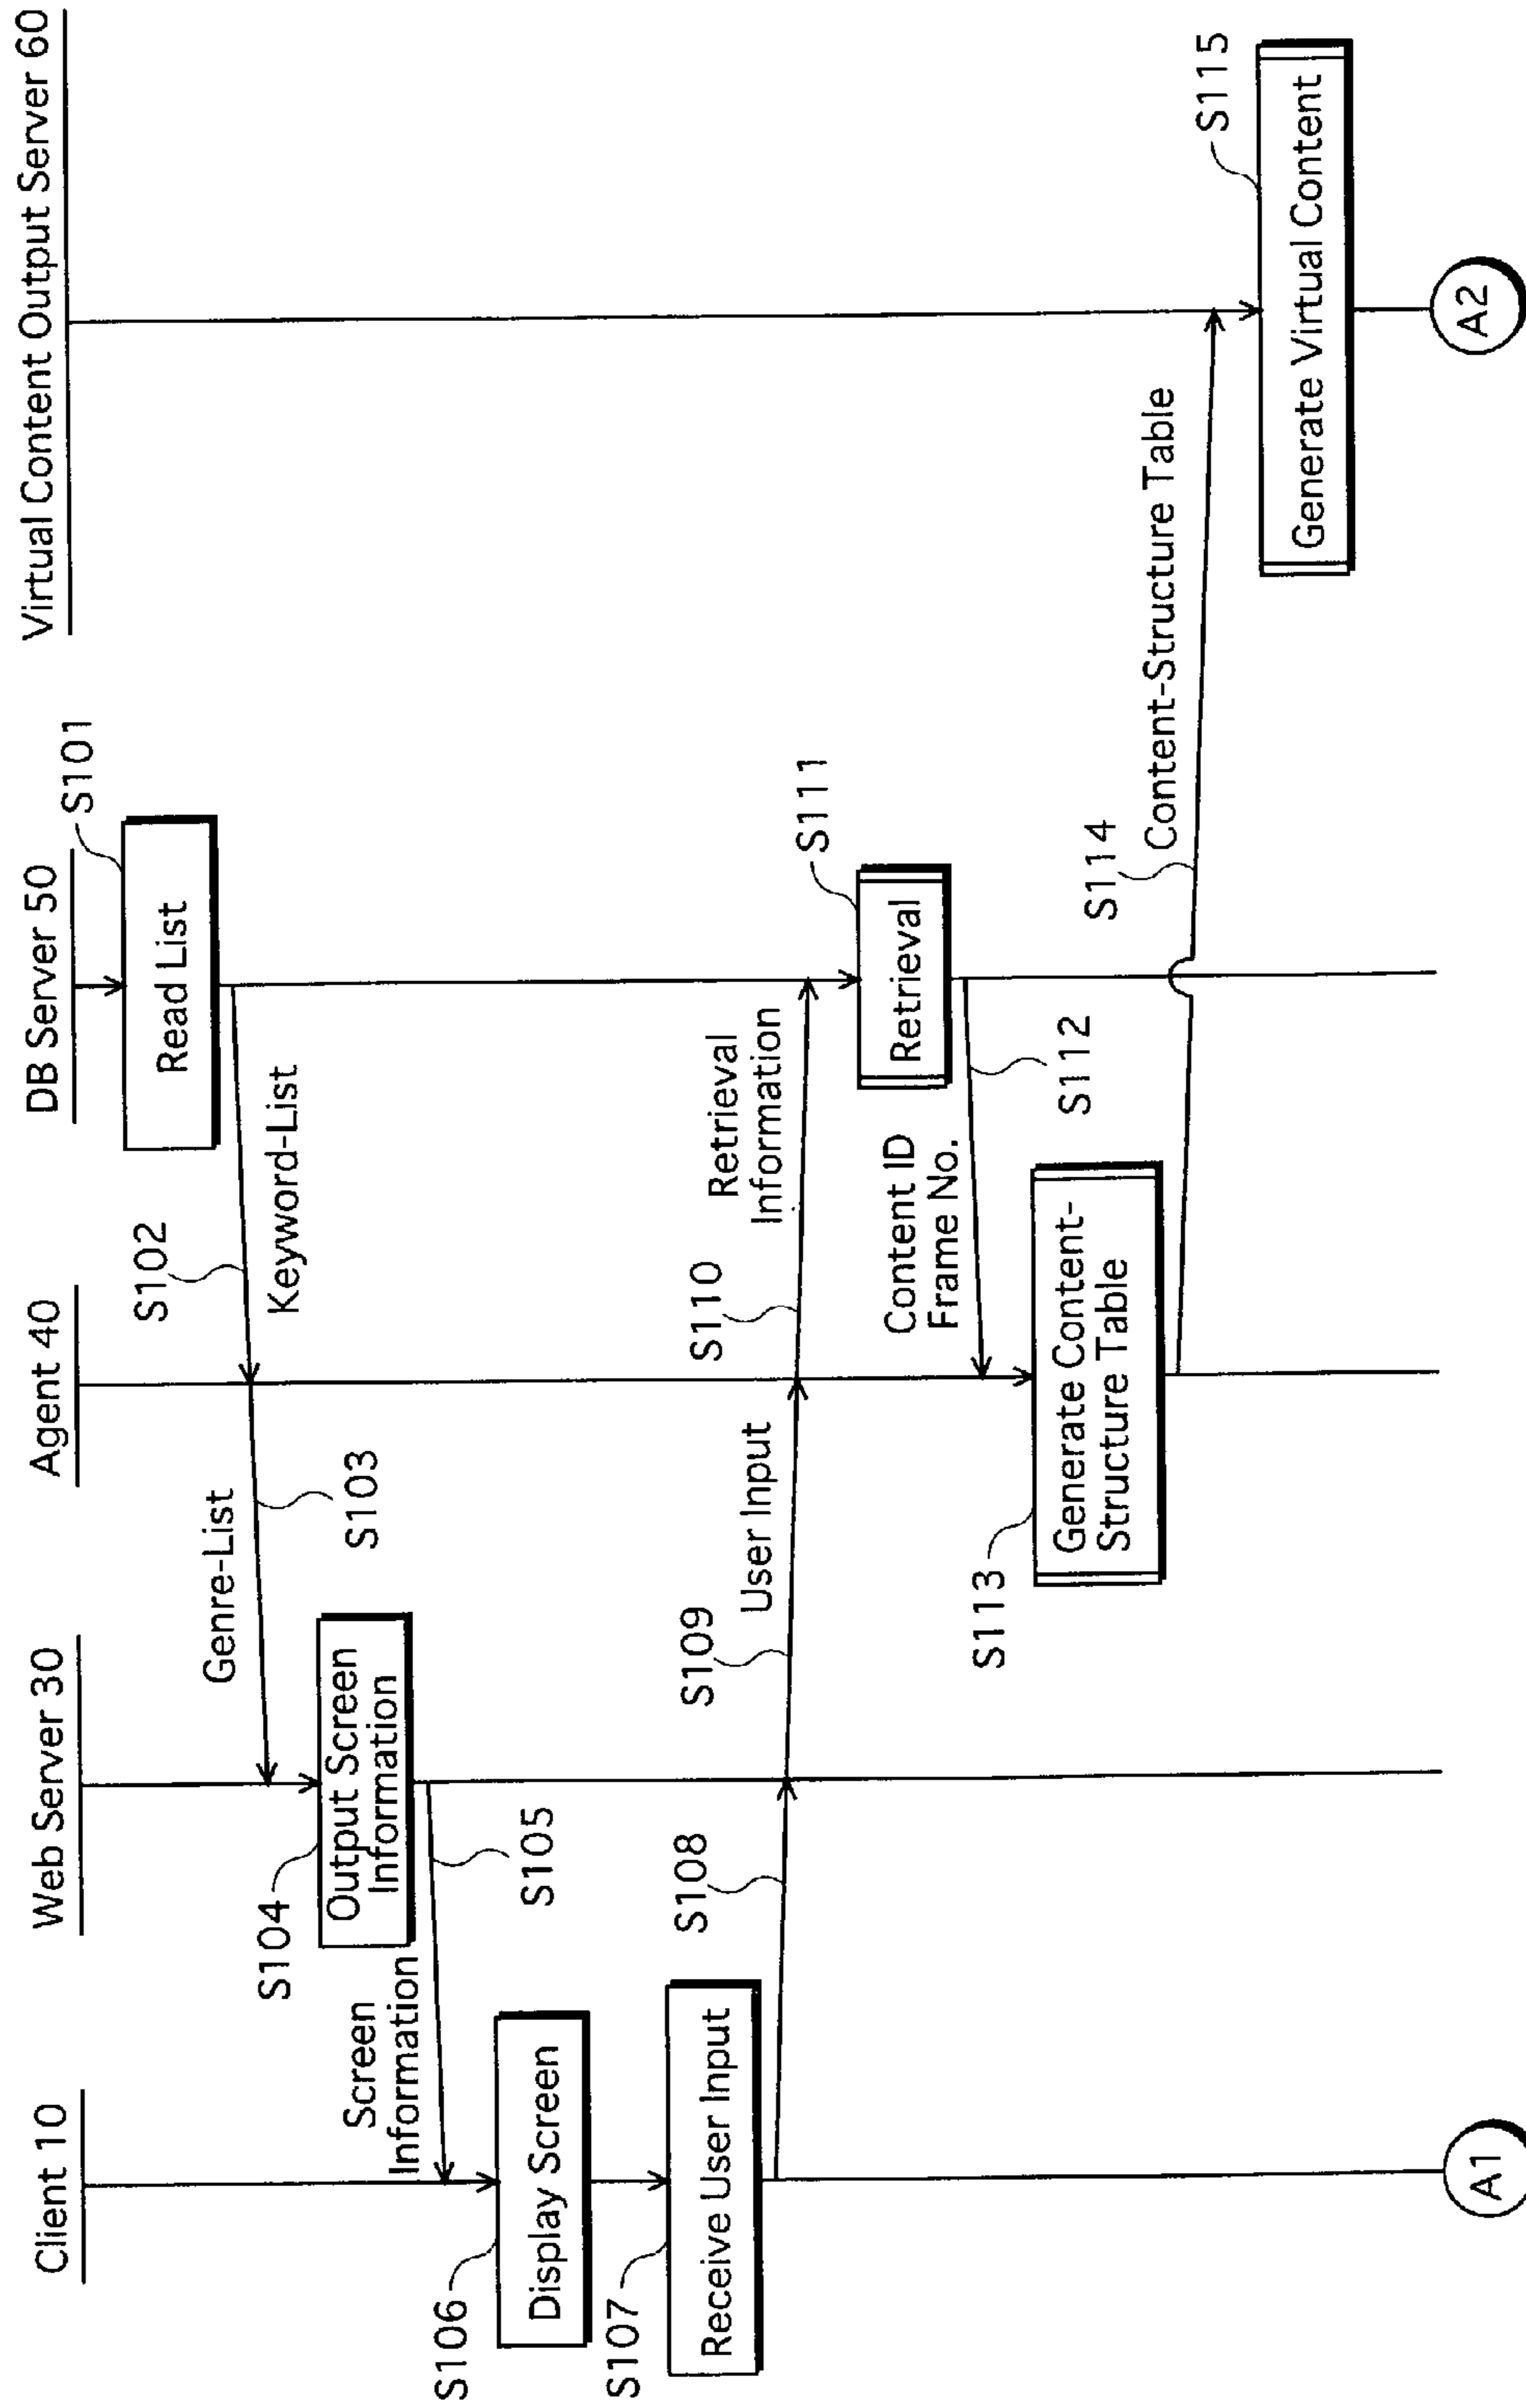 Client 10
Web Server 30
Agent 40
DB Server 50
Virtual Content Output Server 60
S101
Read List
S102
Keyword-List
Genre-List
S103
S104
Output Screen
Information
Screen
Information
S105
S106
Display Screen
S107
Receive User Input
S108
S109
User Input
S110
Retrieval
Information
S111
Retrieval
Content ID
Frame No.
S112
S113
Generate Content-
Structure Table
S114
Content-Structure Table
S115
Generate Virtual Content
A1
A2